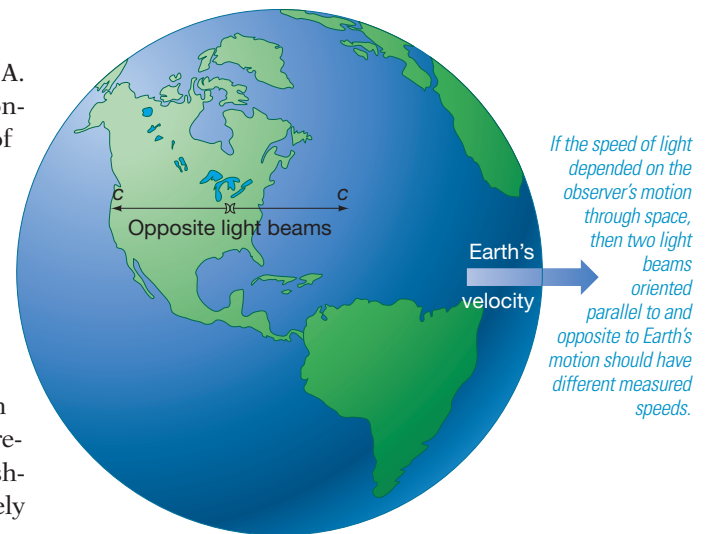 A.
on-
of
c
c
Opposite light beams
Earth's
velocity
If the speed of light
depended on the
observer's motion
through space,
then two light
beams
oriented
parallel to and
opposite to Earth's
motion should have
different measured
speeds.
re-
sh-
ely